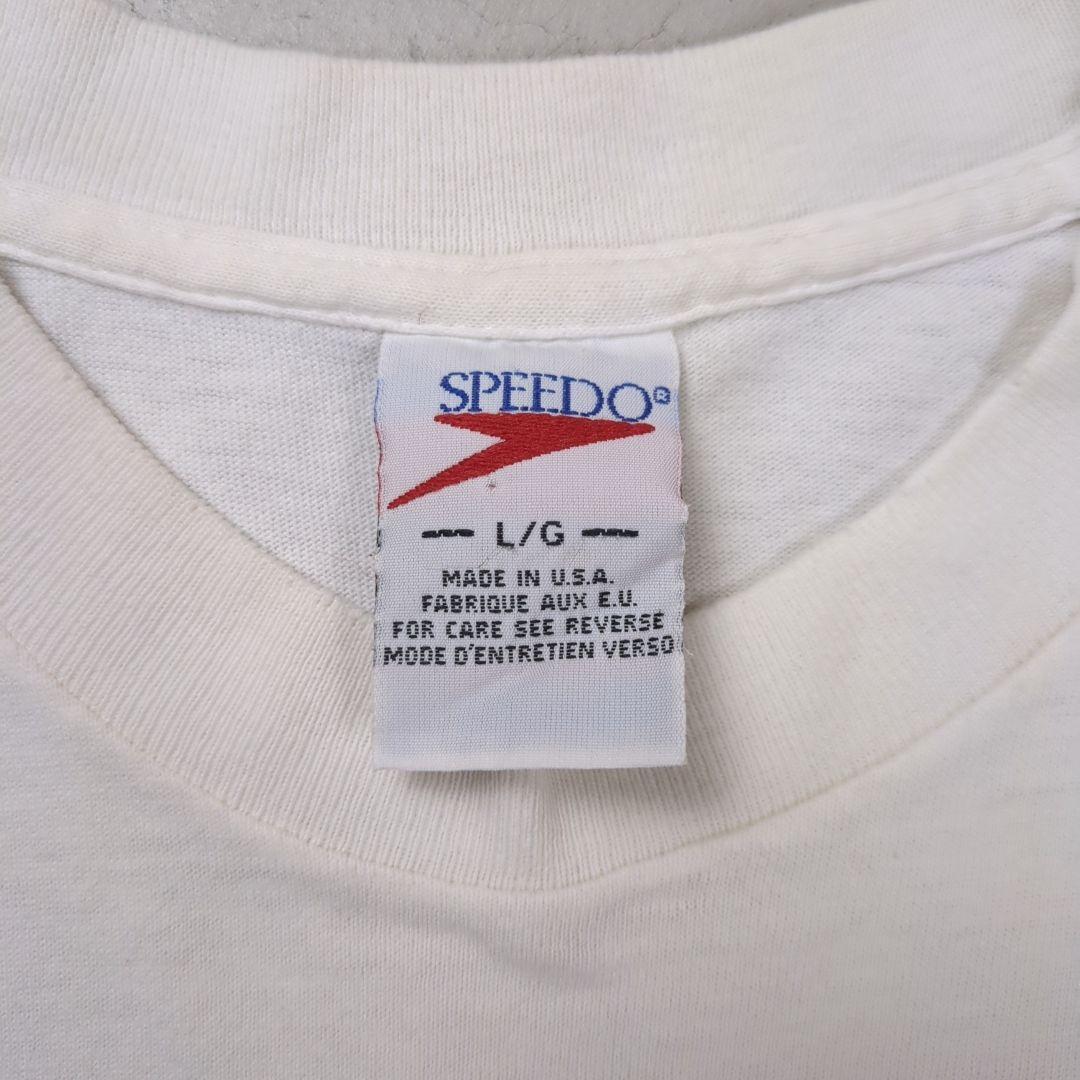 SPEEDO®
L/G
MADE IN U.S.A.
FABRIQUE AUX E.U.
FOR CARE SEE REVERSE
MODE D'ENTRETIEN VERSO